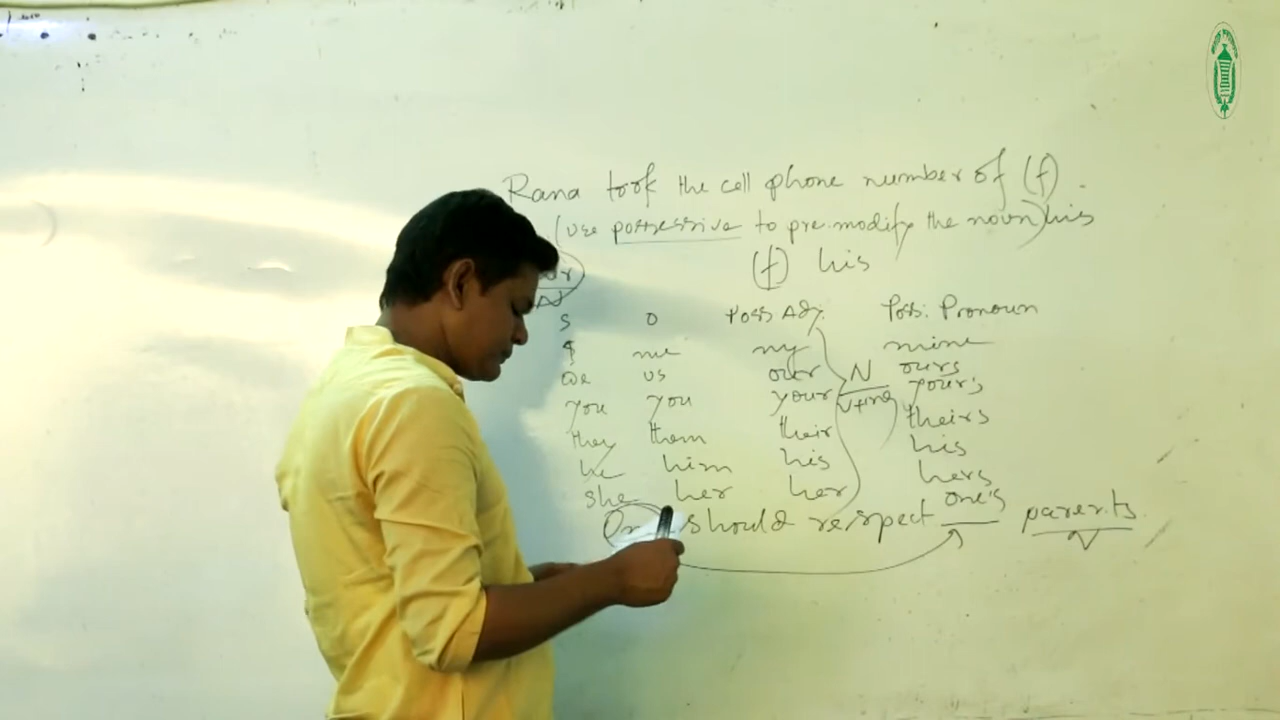 Rana took the cell phone number of (f).
(use possessive to pre-modify the noun) his
(f) his
S O Poss Adj. Poss: Pronoun
I me my mine
we us our N ours
you you your V+ing yours
they them their theirs
he him his his
she her her hers
should respect one's parents.
N